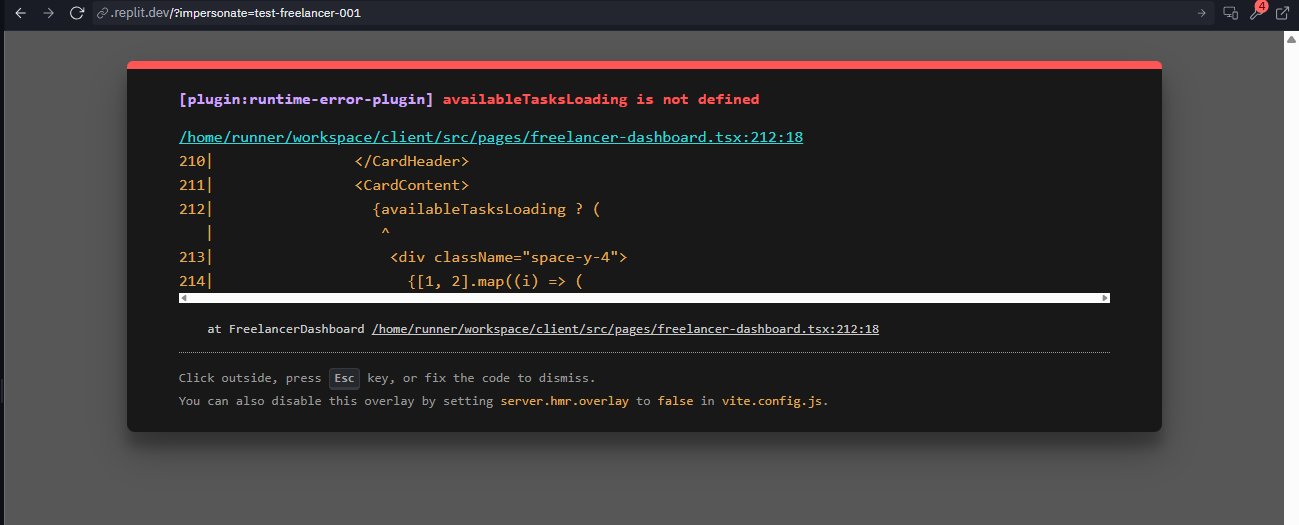 .replit.dev/?impersonate=test-freelancer-001
4
[plugin:runtime-error-plugin] availableTasksLoading is not defined
/home/runner/workspace/client/src/pages/freelancer-dashboard.tsx:212:18
210|                </CardHeader>
211|                <CardContent>
212|                  {availableTasksLoading ? (
   |                   ^
213|                    <div className="space-y-4">
214|                      {[1, 2].map((i) => (
at FreelancerDashboard /home/runner/workspace/client/src/pages/freelancer-dashboard.tsx:212:18
Click outside, press Esc key, or fix the code to dismiss.
You can also disable this overlay by setting server.hmr.overlay to false in vite.config.js.